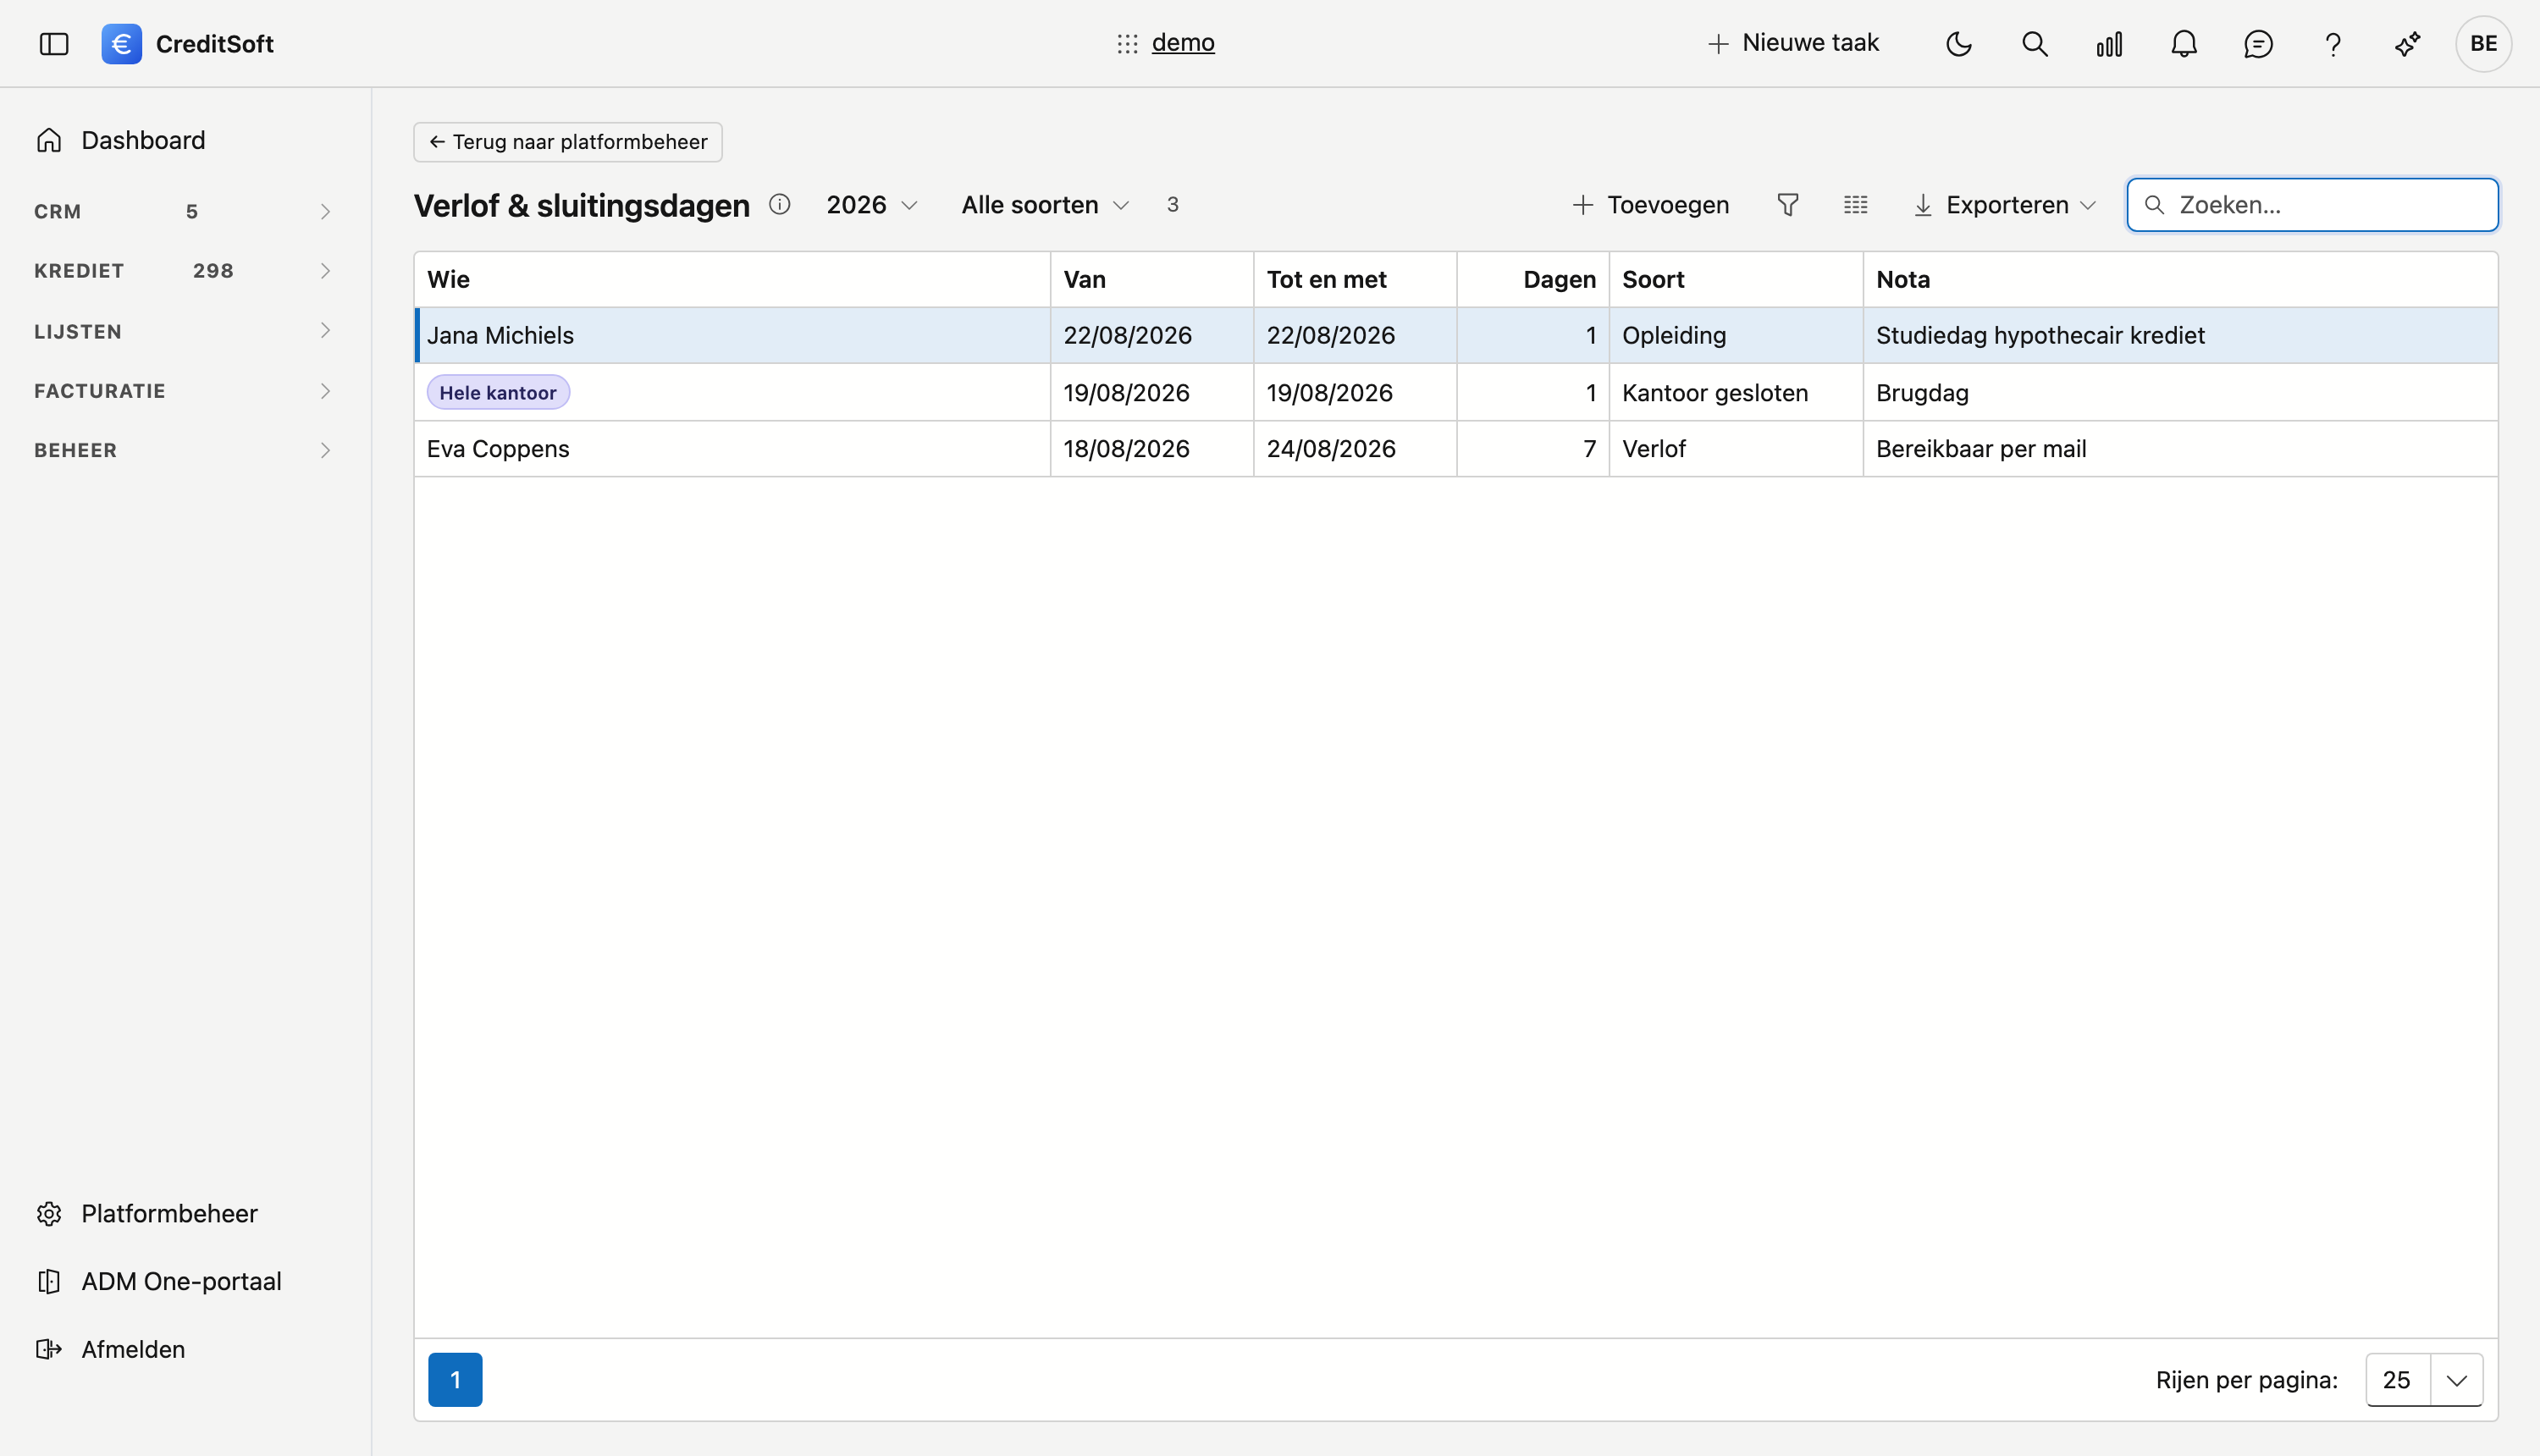 € CreditSoft
demo
Nieuwe taak
BE
Dashboard
CRM 5
KREDIET 298
LIJSTEN
FACTURATIE
BEHEER
Platformbeheer
ADM One-portaal
Afmelden
← Terug naar platformbeheer
Verlof & sluitingsdagen 2026 Alle soorten 3
Toevoegen Exporteren Zoeken...
Wie Van Tot en met Dagen Soort Nota
Jana Michiels 22/08/2026 22/08/2026 1 Opleiding Studiedag hypothecair krediet
Hele kantoor 19/08/2026 19/08/2026 1 Kantoor gesloten Brugdag
Eva Coppens 18/08/2026 24/08/2026 7 Verlof Bereikbaar per mail
1
Rijen per pagina: 25